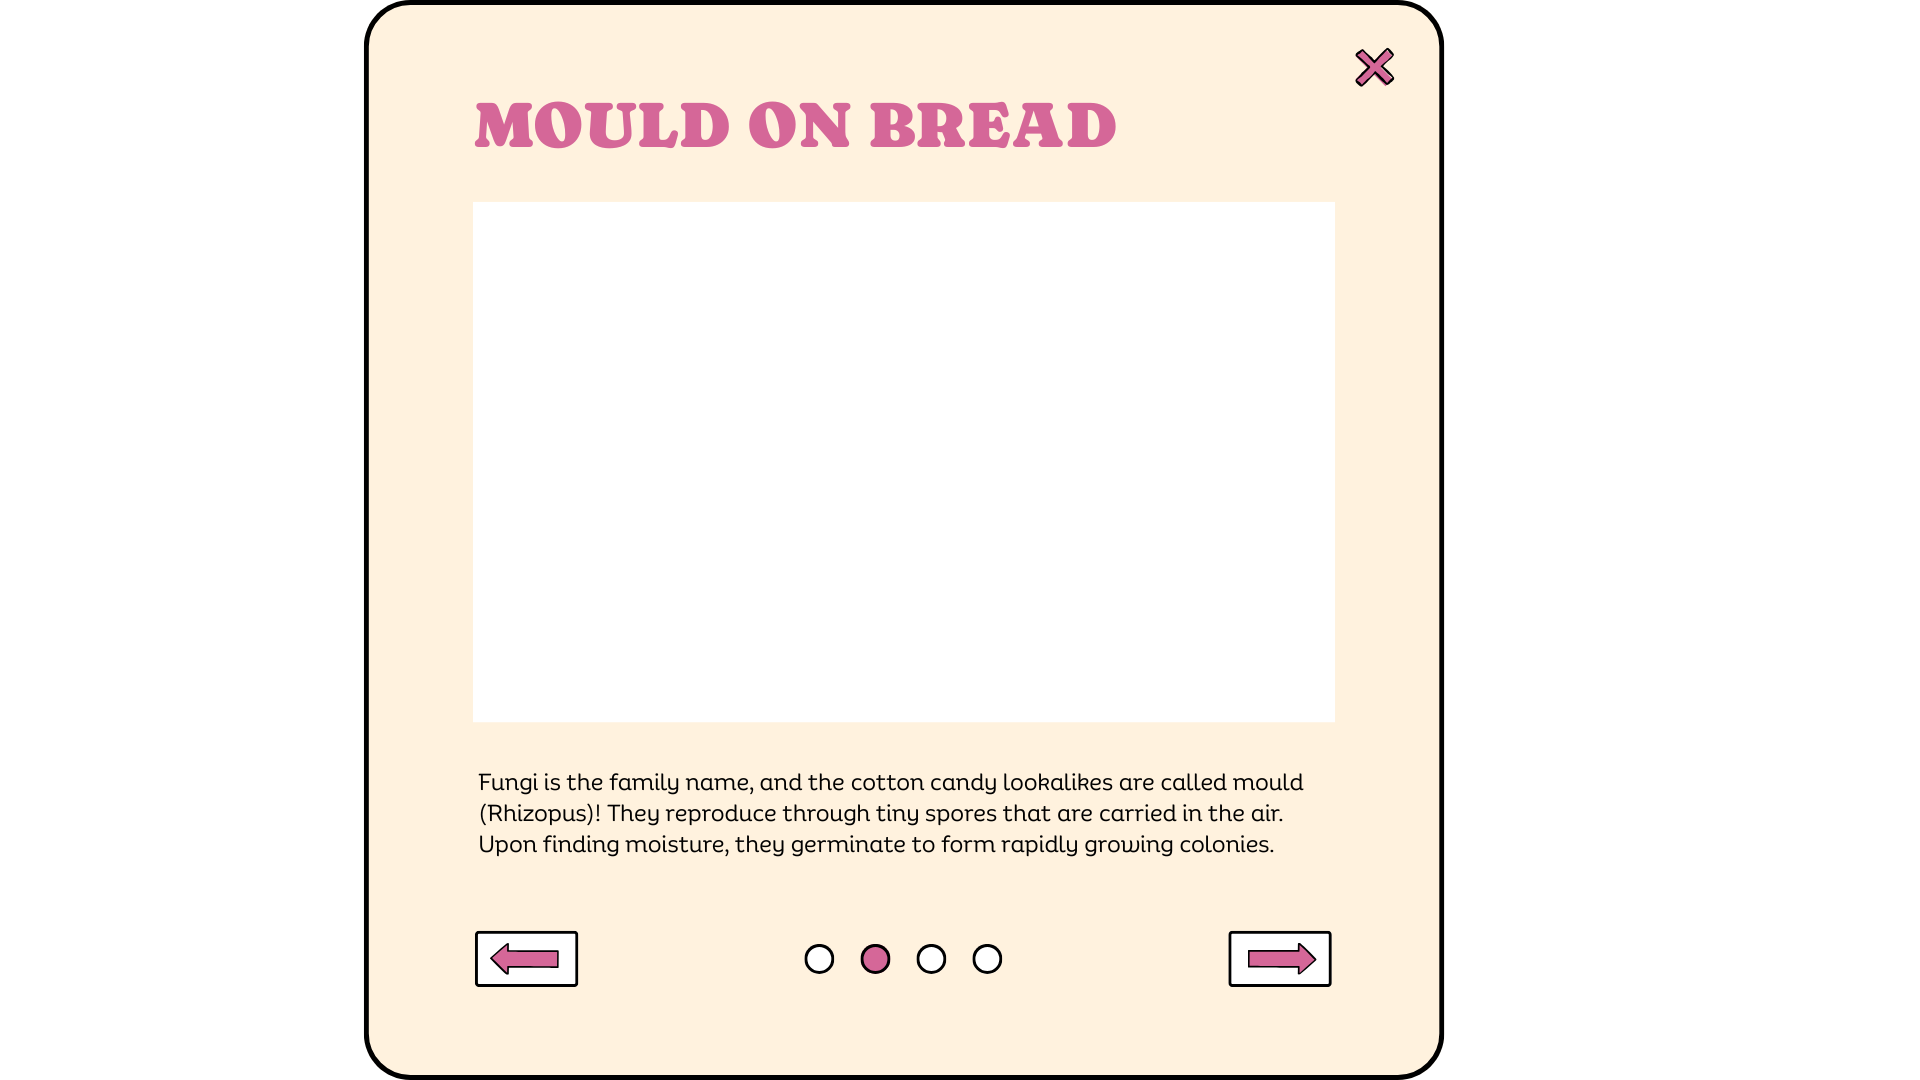 MOULD ON BREAD
Fungi is the family name, and the cotton candy lookalikes are called mould
(Rhizopus)! They reproduce through tiny spores that are carried in the air.
Upon finding moisture, they germinate to form rapidly growing colonies.